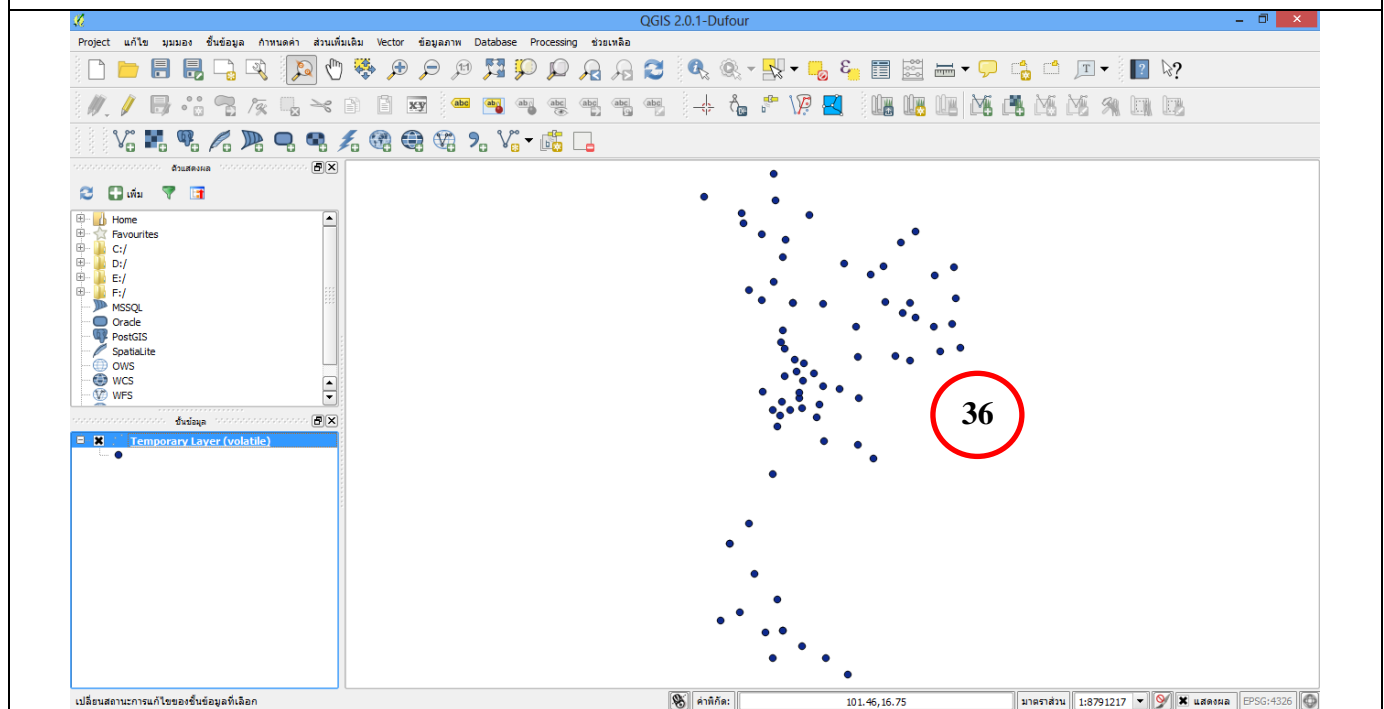 QGIS 2.0.1-Dufour
Project แก้ไข มุมมอง ชั้นข้อมูล กำหนดค่า ส่วนเพิ่มเติม Vector ข้อมูลภาพ Database Processing ช่วยเหลือ
ตัวแสดงผล
เพิ่ม
Home
Favourites
C:/
D:/
E:/
F:/
MSSQL
Oracle
PostGIS
SpatiaLite
OWS
WCS
WFS
ชั้นข้อมูล
Temporary Layer (volatile)
36
เปลี่ยนสถานะการแก้ไขของชั้นข้อมูลที่เลือก ค่าพิกัด: 101.46,16.75 มาตราส่วน 1:8791217 แสดงผล EPSG:4326